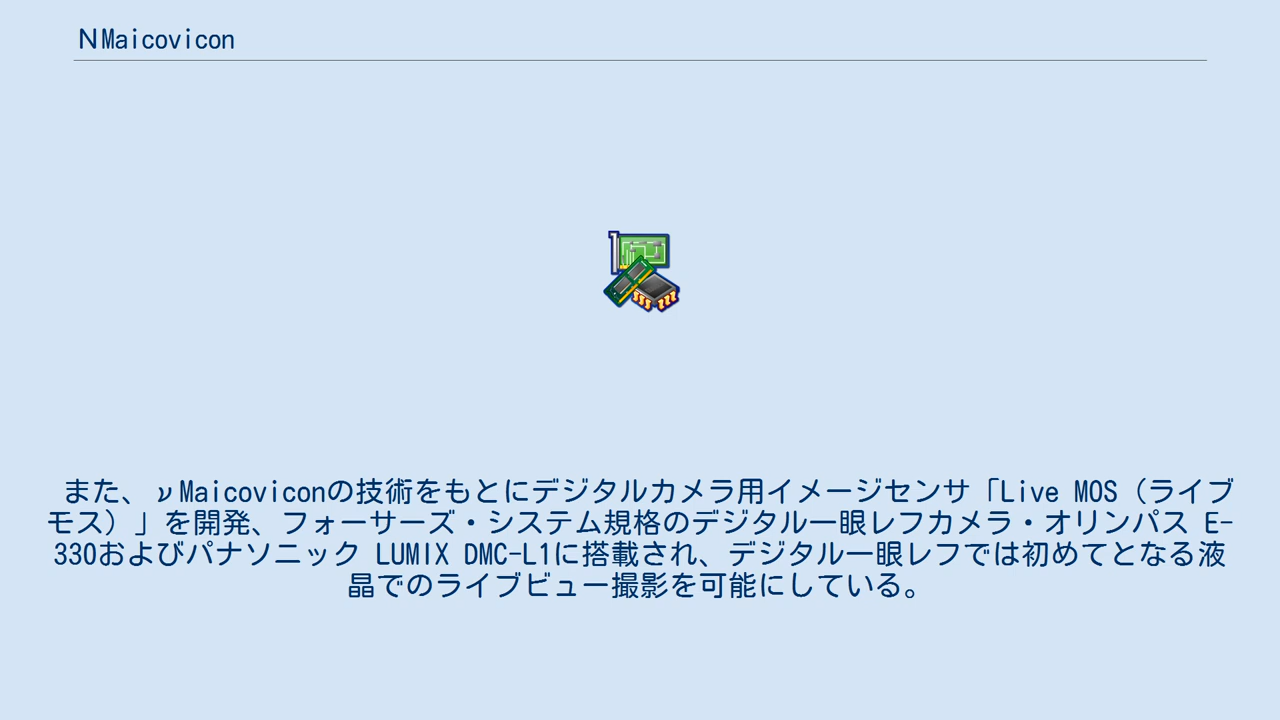 ΝMaicovicon
また、νMaicoviconの技術をもとにデジタルカメラ用イメージセンサ「Live MOS（ライブ
モス）」を開発、フォーサーズ・システム規格のデジタル一眼レフカメラ・オリンパス E-
330およびパナソニック LUMIX DMC-L1に搭載され、デジタル一眼レフでは初めてとなる液
晶でのライブビュー撮影を可能にしている。